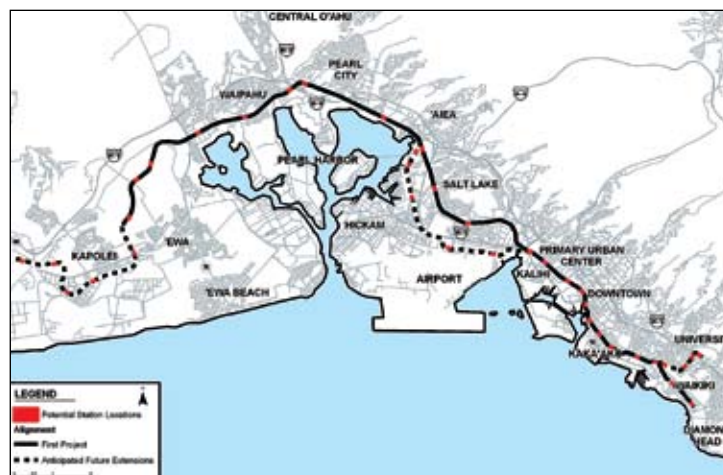 CENTRAL O'AHU
PEARL
CITY
WAIPAHU
'AIEA
PEARL HARBOR
SALT LAKE
HICKAM
KAPOLEI
'EWA
AIRPORT
PRIMARY URBAN
CENTER
KALIHI
'EWA BEACH
DOWNTOWN
UNIVERSI
KAKA'AK
WAIKIKI
DIAMON
HEAD
LEGEND
Potential Station Locations
Alignment
First Project
Anticipated Future Extensions